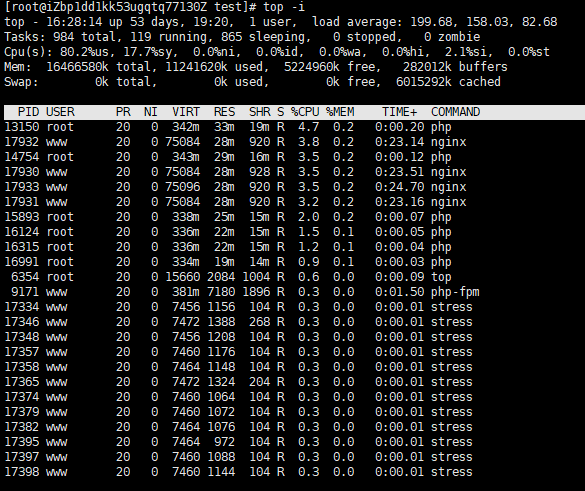 [root@iZbp1dd1kk53ugqtq77130Z test]# top -i
top - 16:28:14 up 53 days, 19:20,  1 user,  load average: 199.68, 158.03, 82.68
Tasks: 984 total, 119 running, 865 sleeping,   0 stopped,   0 zombie
Cpu(s): 80.2%us, 17.7%sy,  0.0%ni,  0.0%id,  0.0%wa,  0.0%hi,  2.1%si,  0.0%st
Mem:  16466580k total, 11241620k used,  5224960k free,   282012k buffers
Swap:        0k total,        0k used,        0k free,  6015292k cached
PID USER      PR  NI  VIRT  RES  SHR S %CPU %MEM    TIME+  COMMAND
13150 root      20   0  342m  33m  19m R  4.7  0.2   0:00.20 php
17932 www       20   0 75084  28m  920 R  3.8  0.2   0:23.14 nginx
14754 root      20   0  343m  29m  16m R  3.5  0.2   0:00.12 php
17930 www       20   0 75084  28m  928 R  3.5  0.2   0:23.51 nginx
17933 www       20   0 75096  28m  920 R  3.5  0.2   0:24.70 nginx
17931 www       20   0 75084  28m  920 R  3.2  0.2   0:23.16 nginx
15893 root      20   0  338m  25m  15m R  2.0  0.2   0:00.07 php
16124 root      20   0  336m  22m  15m R  1.5  0.1   0:00.05 php
16315 root      20   0  336m  22m  15m R  1.2  0.1   0:00.04 php
16991 root      20   0  334m  19m  14m R  0.9  0.1   0:00.03 php
6354 root      20   0 15660 2084 1004 R  0.6  0.0   0:00.09 top
9171 www       20   0  381m 7180 1896 R  0.3  0.0   0:01.50 php-fpm
17334 www       20   0  7456 1156  104 R  0.3  0.0   0:00.01 stress
17346 www       20   0  7472 1388  268 R  0.3  0.0   0:00.01 stress
17348 www       20   0  7456 1208  104 R  0.3  0.0   0:00.01 stress
17357 www       20   0  7460 1176  104 R  0.3  0.0   0:00.01 stress
17358 www       20   0  7464 1148  104 R  0.3  0.0   0:00.01 stress
17365 www       20   0  7472 1324  204 R  0.3  0.0   0:00.01 stress
17374 www       20   0  7460 1064  104 R  0.3  0.0   0:00.01 stress
17379 www       20   0  7460 1072  104 R  0.3  0.0   0:00.01 stress
17382 www       20   0  7464 1076  104 R  0.3  0.0   0:00.01 stress
17395 www       20   0  7464  972  104 R  0.3  0.0   0:00.01 stress
17397 www       20   0  7460 1088  104 R  0.3  0.0   0:00.01 stress
17398 www       20   0  7460 1144  104 R  0.3  0.0   0:00.01 stress